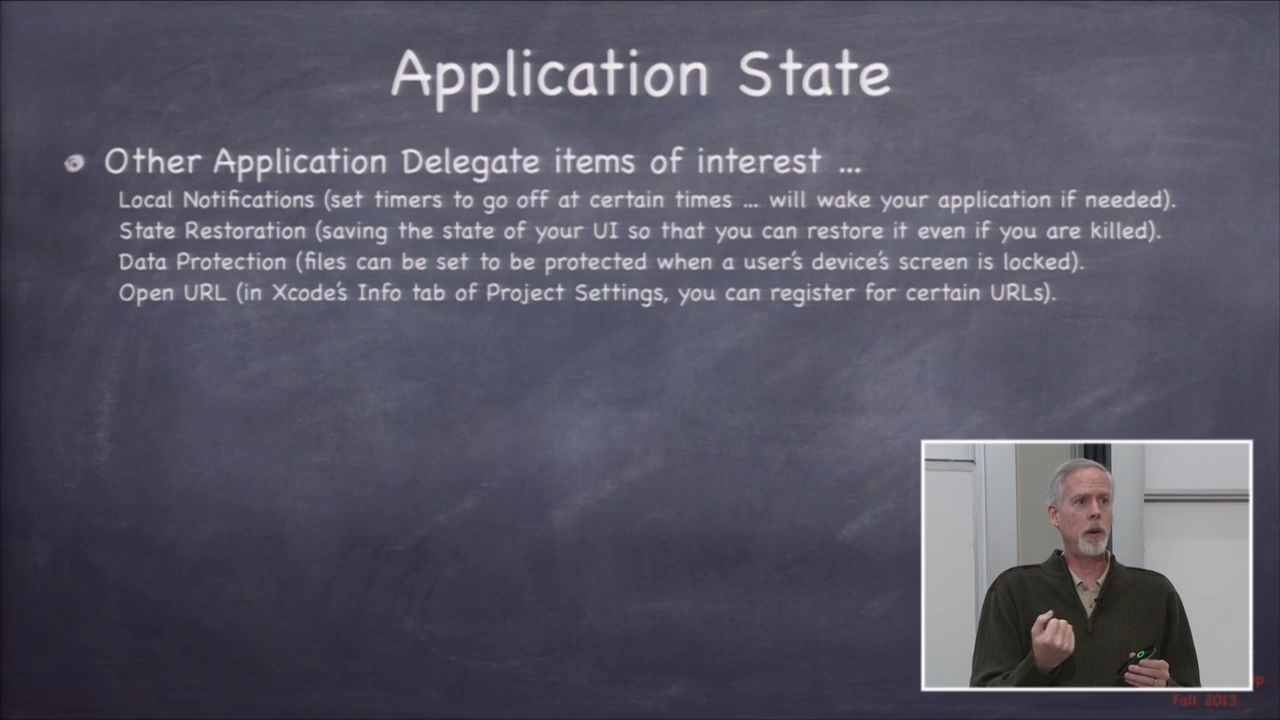 Application State
Other Application Delegate items of interest ...
Local Notifications (set timers to go off at certain times ... will wake your application if needed).
State Restoration (saving the state of your UI so that you can restore it even if you are killed).
Data Protection (files can be set to be protected when a user's device's screen is locked).
Open URL (in Xcode's Info tab of Project Settings, you can register for certain URLs).
Fall 2013